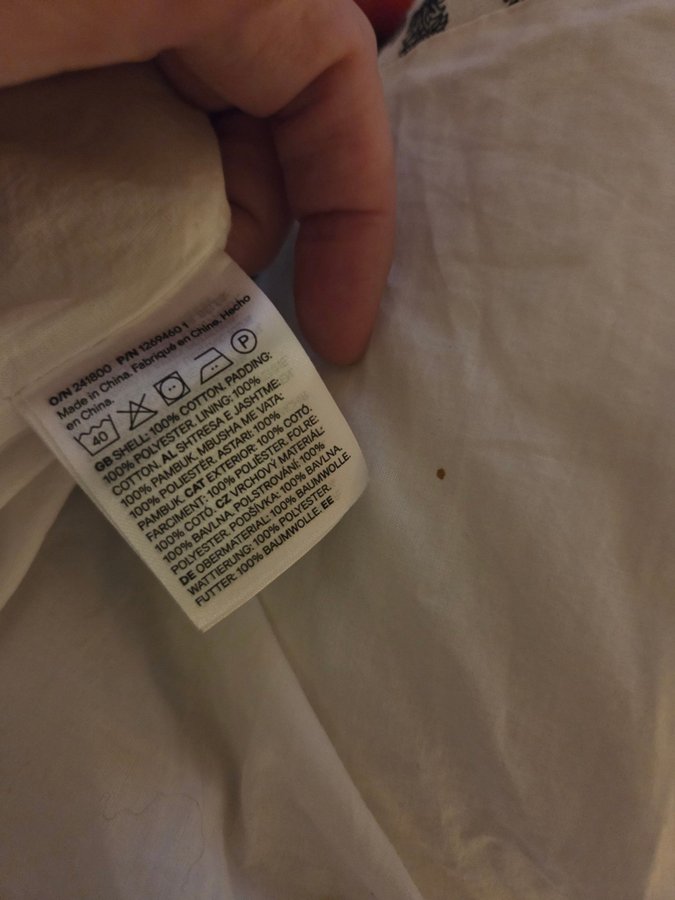 O/N 241800 P/N 1269460 1
Made in China. Fabriqué en Chine. Hecho
en China.
40
P
GB SHELL: 100% COTTON. PADDING:
100% POLYESTER. LINING: 100%
COTTON. AL SHTRESA E JASHTME:
100% PAMBUK. MBUSHA ME VATA:
100% POLIESTER. ASTARI: 100%
PAMBUK. CAT EXTERIOR: 100% COTÓ.
FARCIMENT: 100% POLIÈSTER. FOLRE:
100% COTÓ. CZ VRCHOVÝ MATERIÁL:
100% BAVLNA. POLSTROVÁNÍ: 100%
POLYESTER. PODŠÍVKA: 100% BAVLNA.
DE OBERMATERIAL: 100% BAUMWOLLE
WATTIERUNG: 100% POLYESTER.
FUTTER: 100% BAUMWOLLE. EE